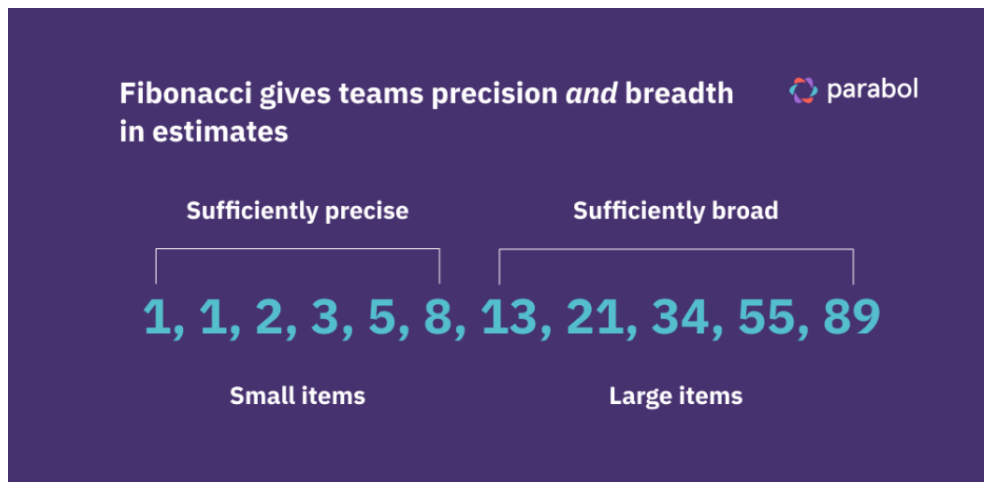 Fibonacci gives teams precision and breadth
in estimates
parabol
Sufficiently precise
Sufficiently broad
1, 1, 2, 3, 5, 8, 13, 21, 34, 55, 89
Small items
Large items